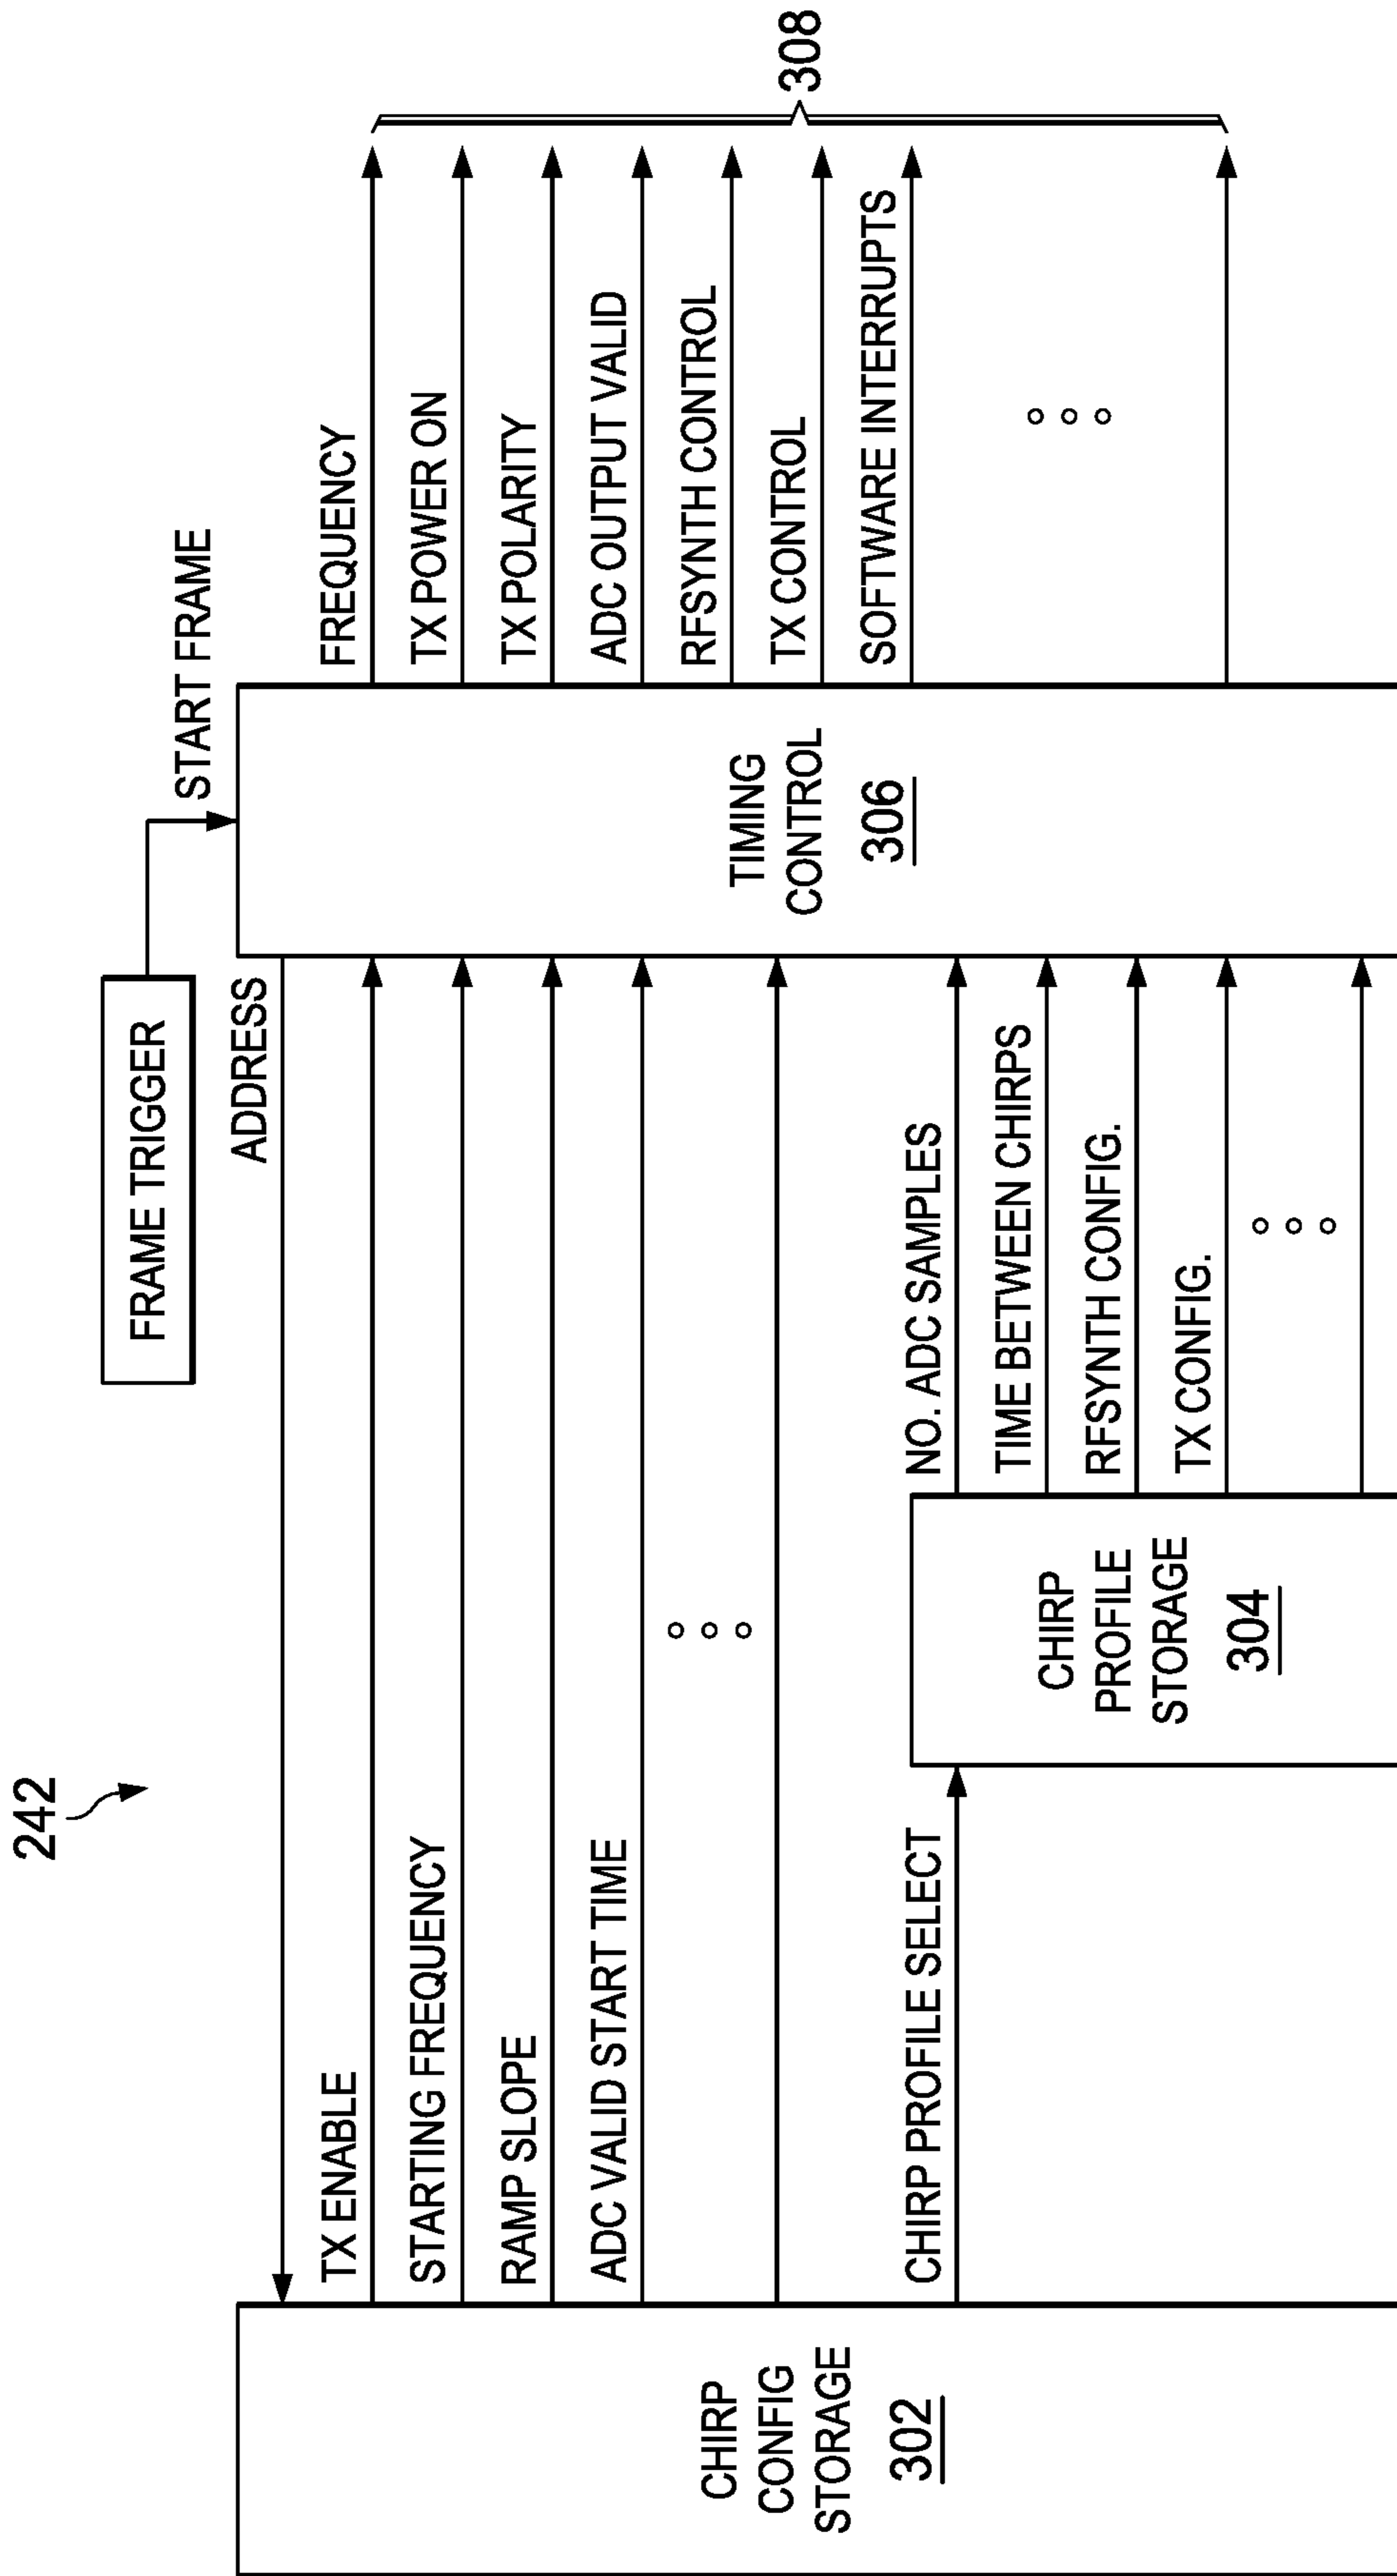 242
FRAME TRIGGER
START FRAME
ADDRESS
CHIRP
CONFIG
STORAGE
302
TX ENABLE
STARTING FREQUENCY
RAMP SLOPE
ADC VALID START TIME
CHIRP PROFILE SELECT
CHIRP
PROFILE
STORAGE
304
NO. ADC SAMPLES
TIME BETWEEN CHIRPS
RFSYNTH CONFIG.
TX CONFIG.
TIMING
CONTROL
306
FREQUENCY
TX POWER ON
TX POLARITY
ADC OUTPUT VALID
RFSYNTH CONTROL
TX CONTROL
SOFTWARE INTERRUPTS
308